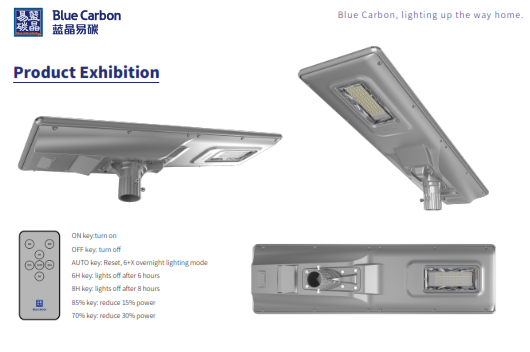 易 藍
碳 晶
Blue Carbon
蓝晶易碳
Blue Carbon, lighting up the way home.
Product Exhibition
ON key:turn on
OFF key: turn off
AUTO key: Reset, 6+X overnight lighting mode
6H key: lights off after 6 hours
8H key: lights off after 8 hours
85% key: reduce 15% power
70% key: reduce 30% power